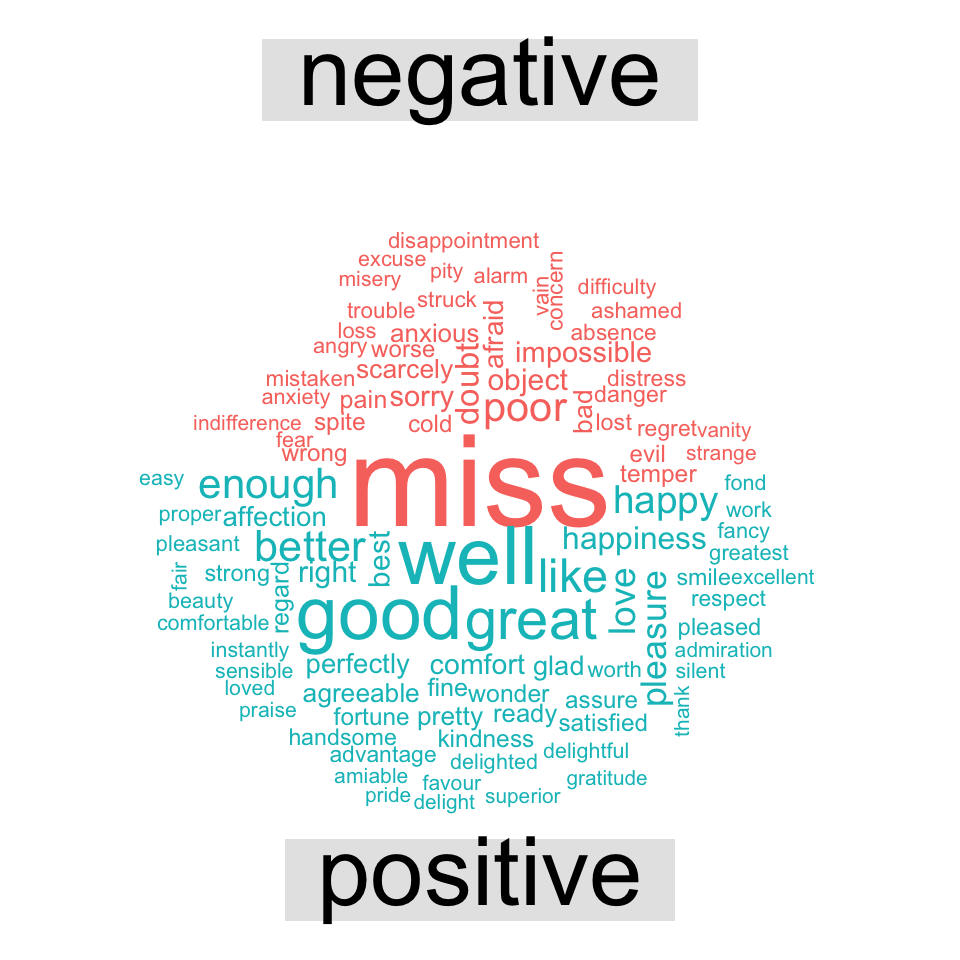 negative
disappointment
excuse
misery pity alarm vain concern difficulty
trouble struck afraid ashamed
loss anxious absence
angry worse doubts impossible
scarcely object distress
mistaken
anxiety pain sorry poor bad danger
indifference spite cold lost regret vanity
fear
wrong miss evil strange
temper
easy enough happy fond
proper affection work
pleasant better best well happiness fancy
greatest
fair strong right like smile excellent
beauty regard good great love pleasure respect
comfortable pleased
instantly admiration
sensible perfectly comfort glad worth silent
loved agreeable fine wonder assure thank
praise fortune pretty ready satisfied
handsome kindness
advantage delighted delightful
amiable favour gratitude
pride delight superior
positive